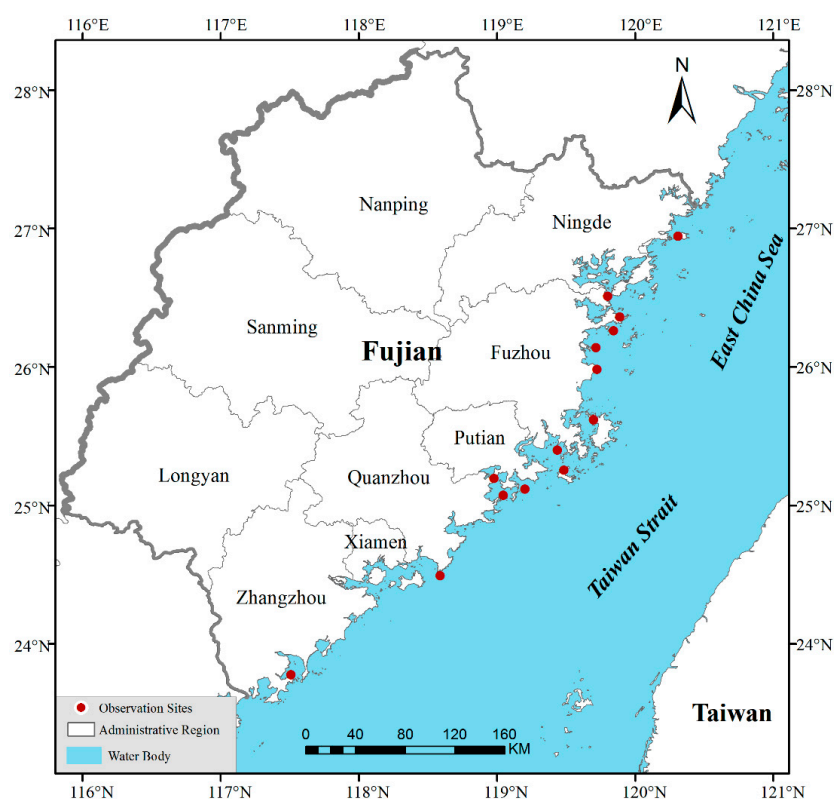 116°E 117°E 118°E 119°E 120°E 121°E
N
28°N 28°N
Nanping
Ningde
27°N 27°N
East China Sea
Sanming
Fujian
Fuzhou
26°N 26°N
Putian
Longyan
Quanzhou
25°N 25°N
Taiwan Strait
Xiamen
Zhangzhou
24°N 24°N
Observation Sites
Administrative Region
Water Body
Taiwan
0 40 80 120 160
KM
116°E 117°E 118°E 119°E 120°E 121°E